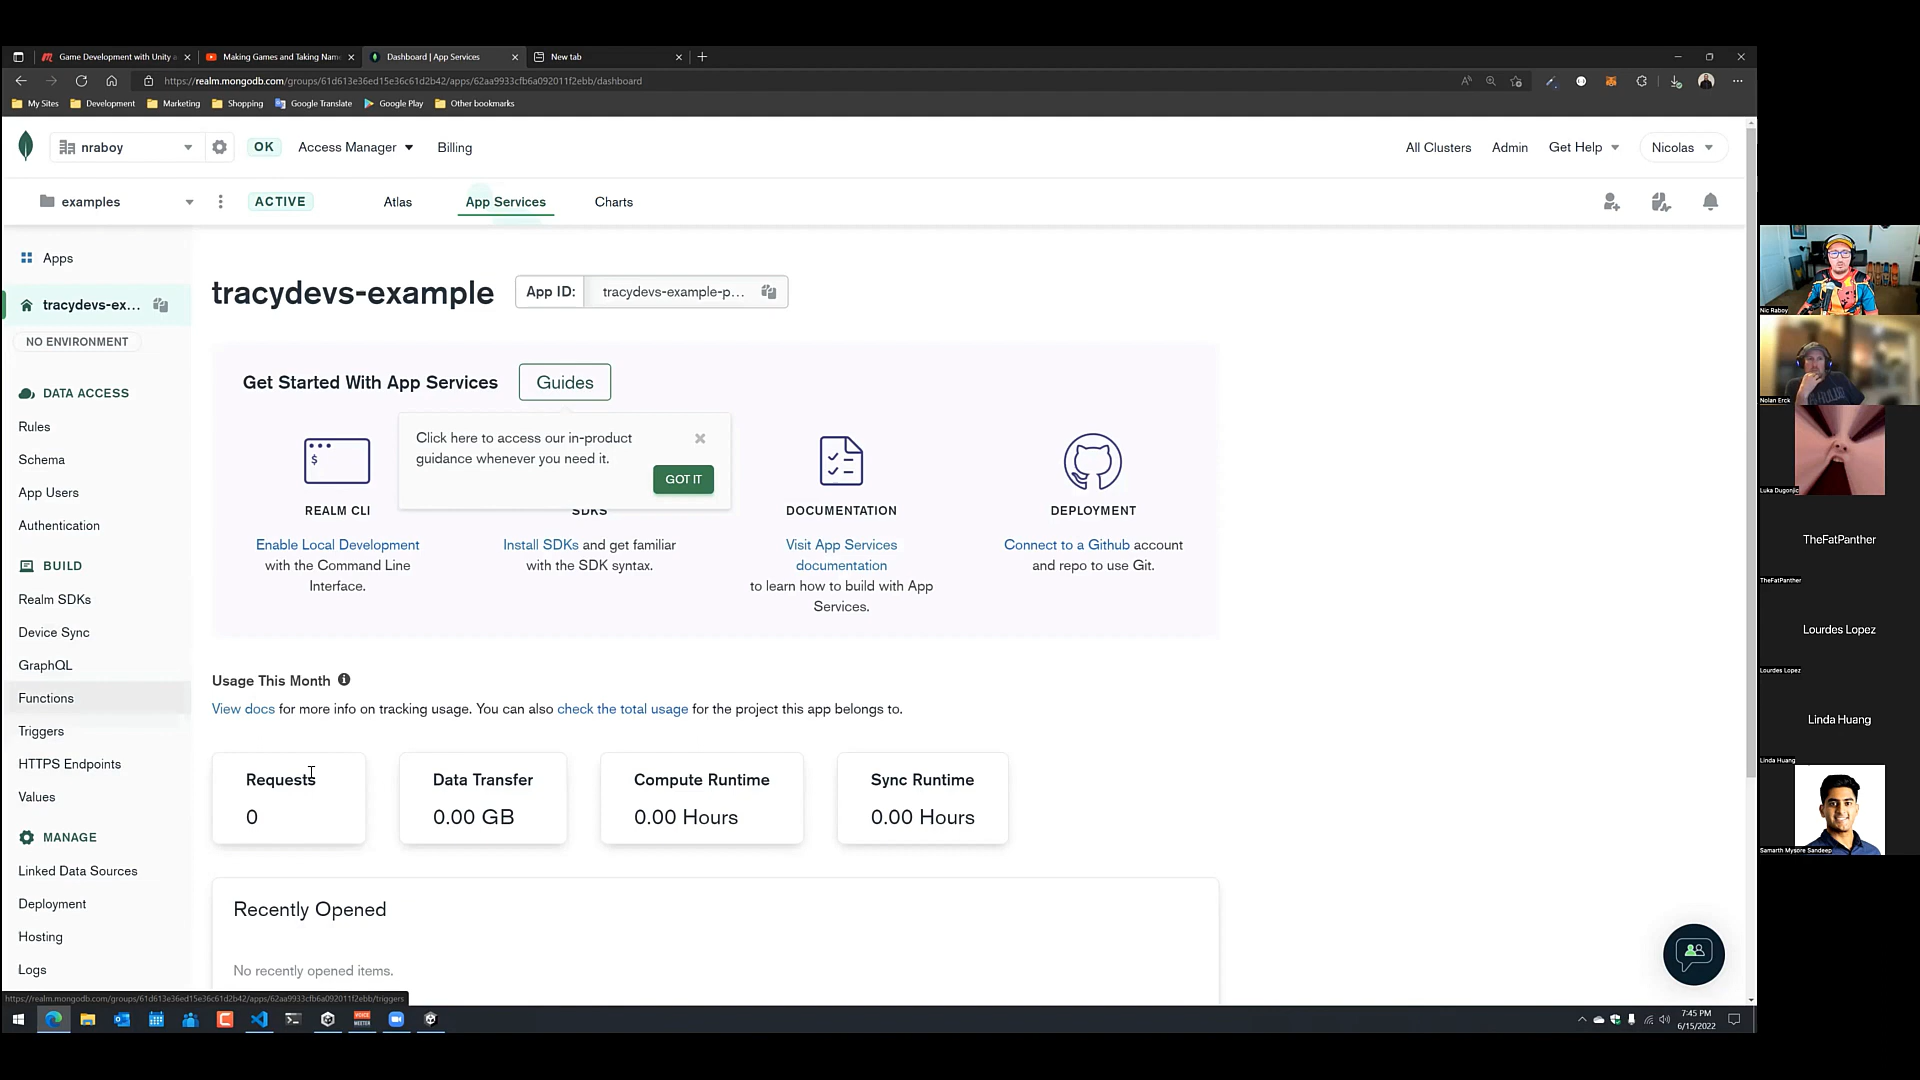 Game Development with Unity
Making Games and Taking Nam
Dashboard | App Services
New tab
https://realm.mongodb.com/groups/61d613e36ed15e36c61d2b42/apps/62aa9933cfb6a092011f2ebb/dashboard
My Sites
Development
Marketing
Shopping
Google Translate
Google Play
Other bookmarks
nraboy
OK
Access Manager
Billing
All Clusters
Admin
Get Help
Nicolas
examples
ACTIVE
Atlas
App Services
Charts
Apps
tracydevs-ex...
NO ENVIRONMENT
DATA ACCESS
Rules
Schema
App Users
Authentication
BUILD
Realm SDKs
Device Sync
GraphQL
Functions
Triggers
HTTPS Endpoints
Values
MANAGE
Linked Data Sources
Deployment
Hosting
Logs
tracydevs-example
App ID:
tracydevs-example-p...
Get Started With App Services
Guides
Click here to access our in-product
guidance whenever you need it.
GOT IT
$
REALM CLI
Enable Local Development
with the Command Line
Interface.
SDKS
Install SDKs and get familiar
with the SDK syntax.
DOCUMENTATION
Visit App Services
documentation
to learn how to build with App
Services.
DEPLOYMENT
Connect to a Github account
and repo to use Git.
Usage This Month
View docs for more info on tracking usage. You can also check the total usage for the project this app belongs to.
Requests
0
Data Transfer
0.00 GB
Compute Runtime
0.00 Hours
Sync Runtime
0.00 Hours
Recently Opened
No recently opened items.
https://realm.mongodb.com/groups/61d613e36ed15e36c61d2b42/apps/62aa9933cfb6a092011f2ebb/triggers
7:45 PM
6/15/2022
Nic Raboy
Nolan Erck
Luka Dugonjic
TheFatPanther
TheFatPanther
Lourdes Lopez
Lourdes Lopez
Linda Huang
Linda Huang
Samarth Mysore Sandeep